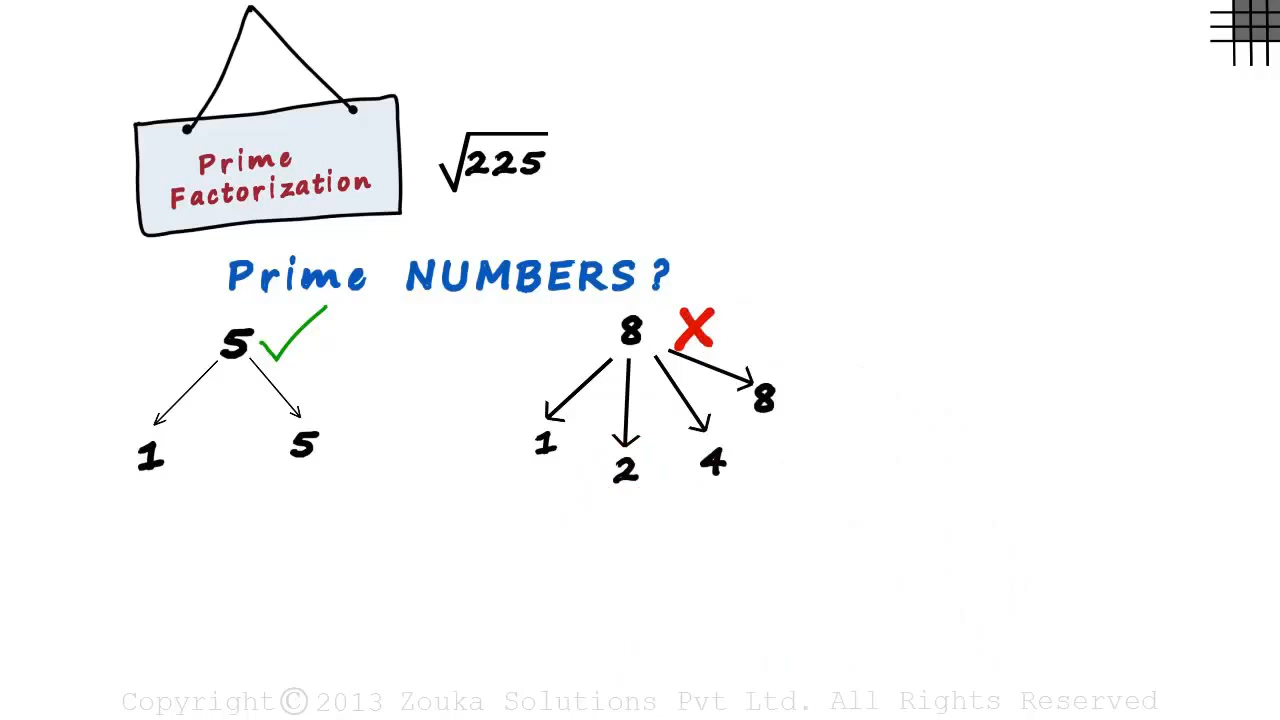 Prime
Factorization
√225
Prime NUMBERS?
5 ✓
8 X
1 5
1 2 4 8
Copyright© 2013 Zouka Solutions Pvt Ltd. All Rights Reserved